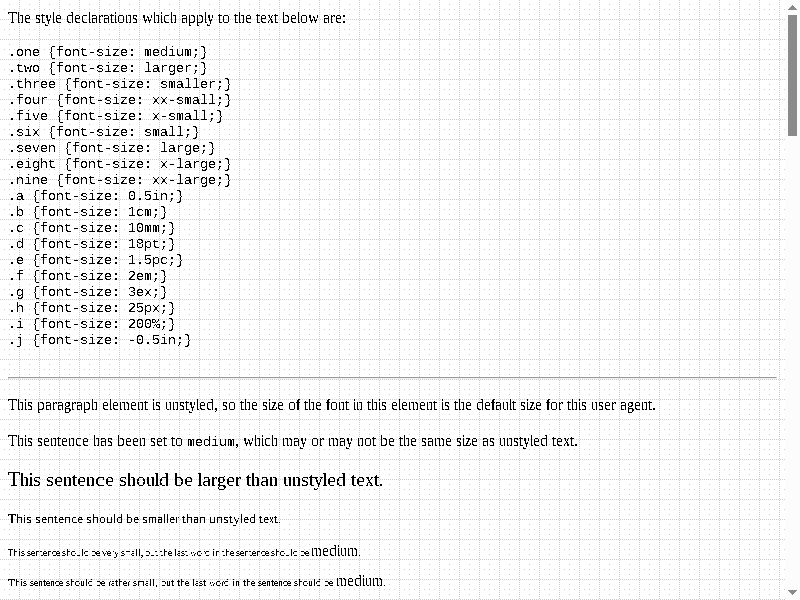 The style declarations which apply to the text below are:
.one {font-size: medium;}
.two {font-size: larger;}
.three {font-size: smaller;}
.four {font-size: xx-small;}
.five {font-size: x-small;}
.six {font-size: small;}
.seven {font-size: large;}
.eight {font-size: x-large;}
.nine {font-size: xx-large;}
.a {font-size: 0.5in;}
.b {font-size: 1cm;}
.c {font-size: 10mm;}
.d {font-size: 18pt;}
.e {font-size: 1.5pc;}
.f {font-size: 2em;}
.g {font-size: 3ex;}
.h {font-size: 25px;}
.i {font-size: 200%;}
.j {font-size: -0.5in;}
This paragraph element is unstyled, so the size of the font in this element is the default size for this user agent.
This sentence has been set to medium, which may or may not be the same size as unstyled text.
This sentence should be larger than unstyled text.
This sentence should be smaller than unstyled text.
This sentence should be very small, but the last word in the sentence should be medium.
This sentence should be rather small, but the last word in the sentence should be medium.